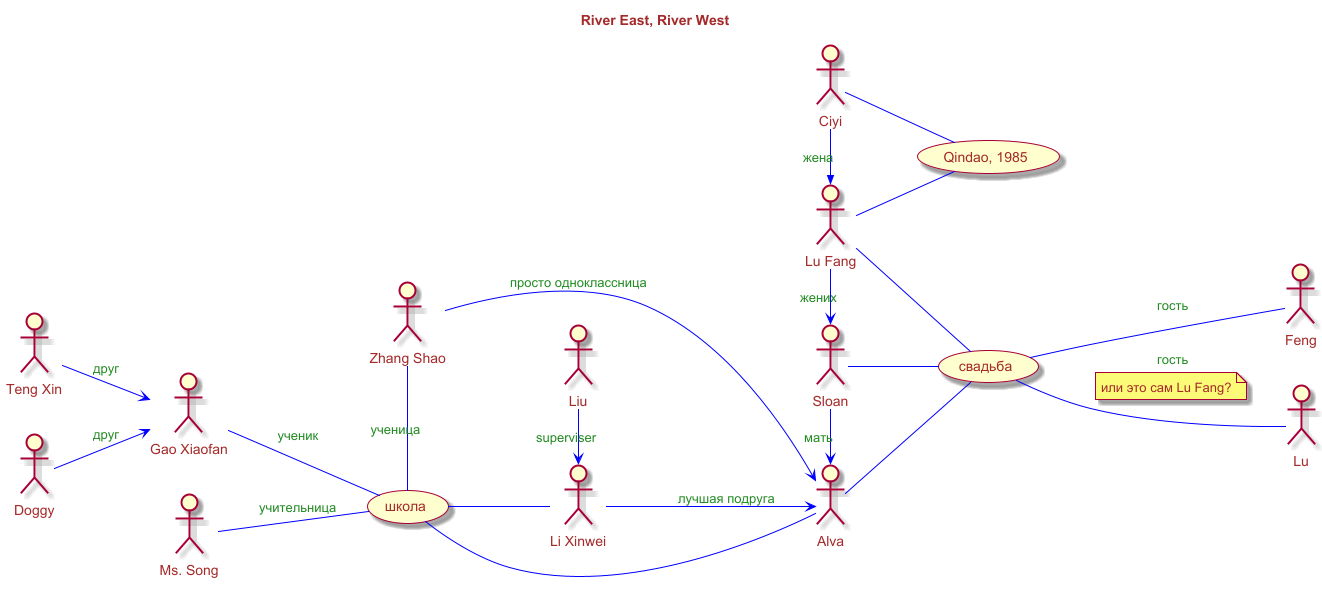 River East, River West
Ciyi
жена
Qindao, 1985
Lu Fang
просто одноклассница
жених
гость
Feng
Zhang Shao
друг
Teng Xin
Liu
Sloan
свадьба
гость
или это сам Lu Fang?
Lu
друг
Gao Xiaofan
ученик
ученица
superviser
мать
Doggy
учительница
школа
лучшая подруга
Ms. Song
Li Xinwei
Alva